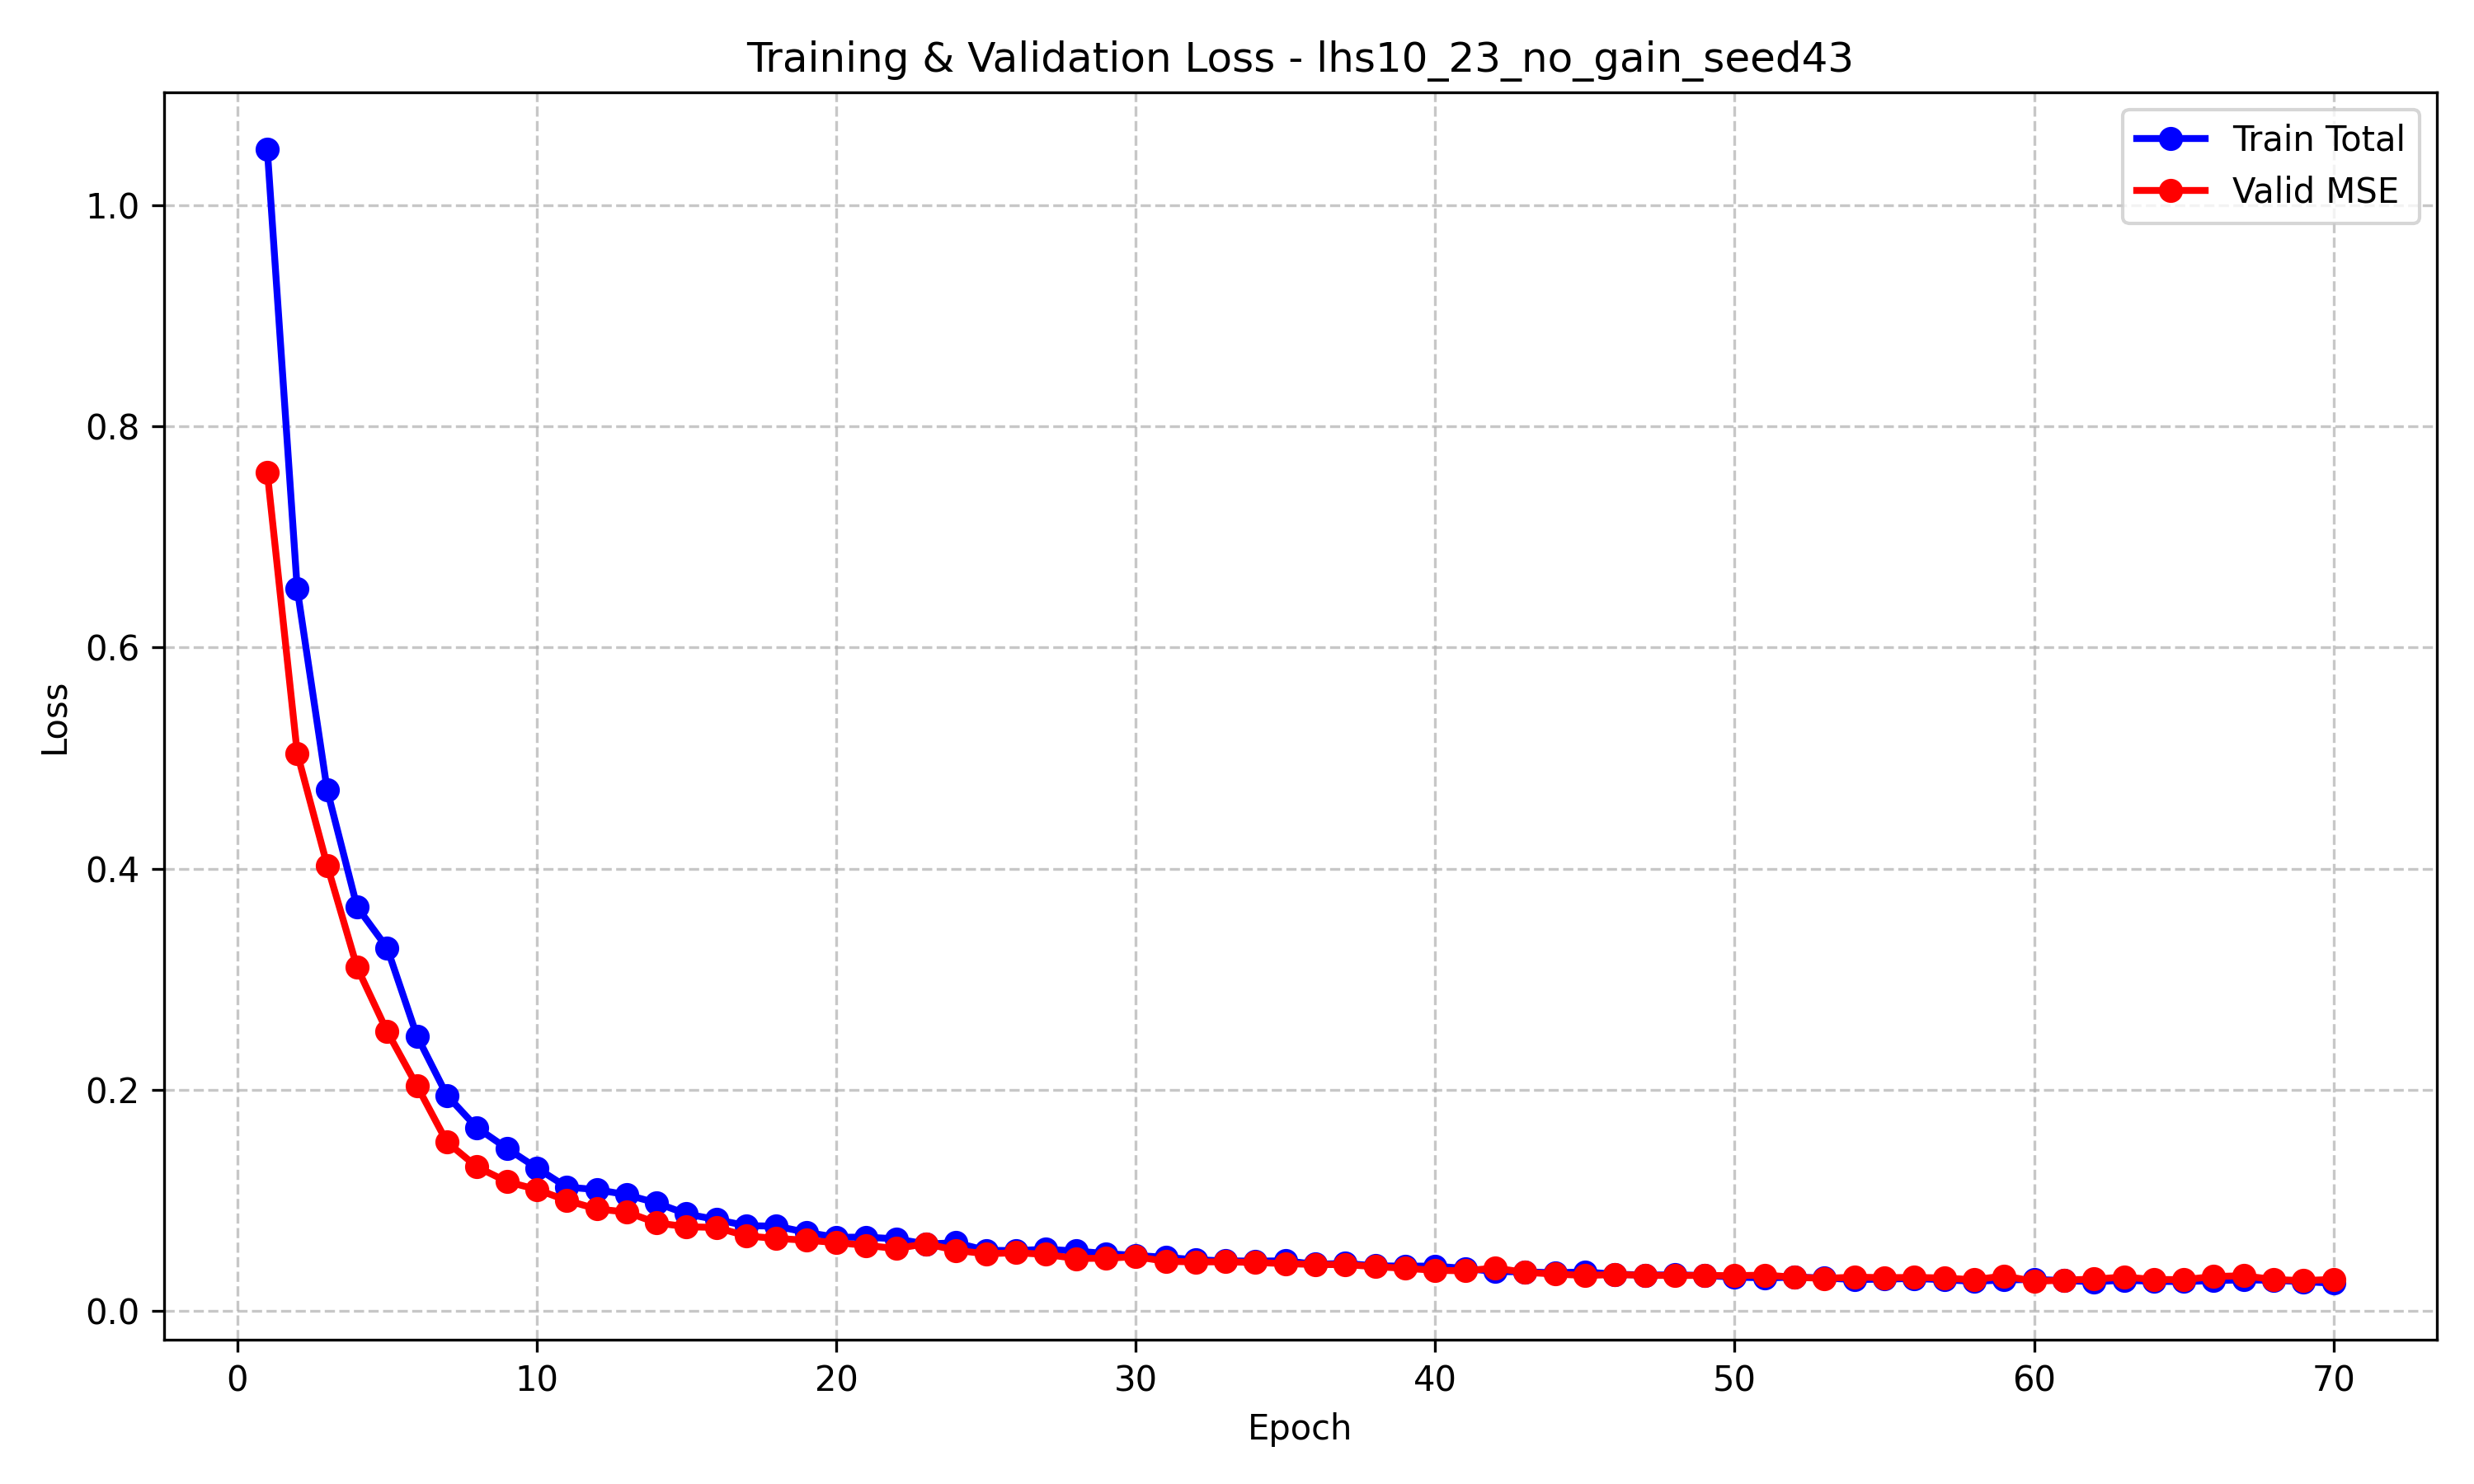 Training & Validation Loss - lhs10_23_no_gain_seed43
Train Total
Valid MSE
1.0
0.8
0.6
0.4
0.2
0.0
Loss
0 10 20 30 40 50 60 70
Epoch